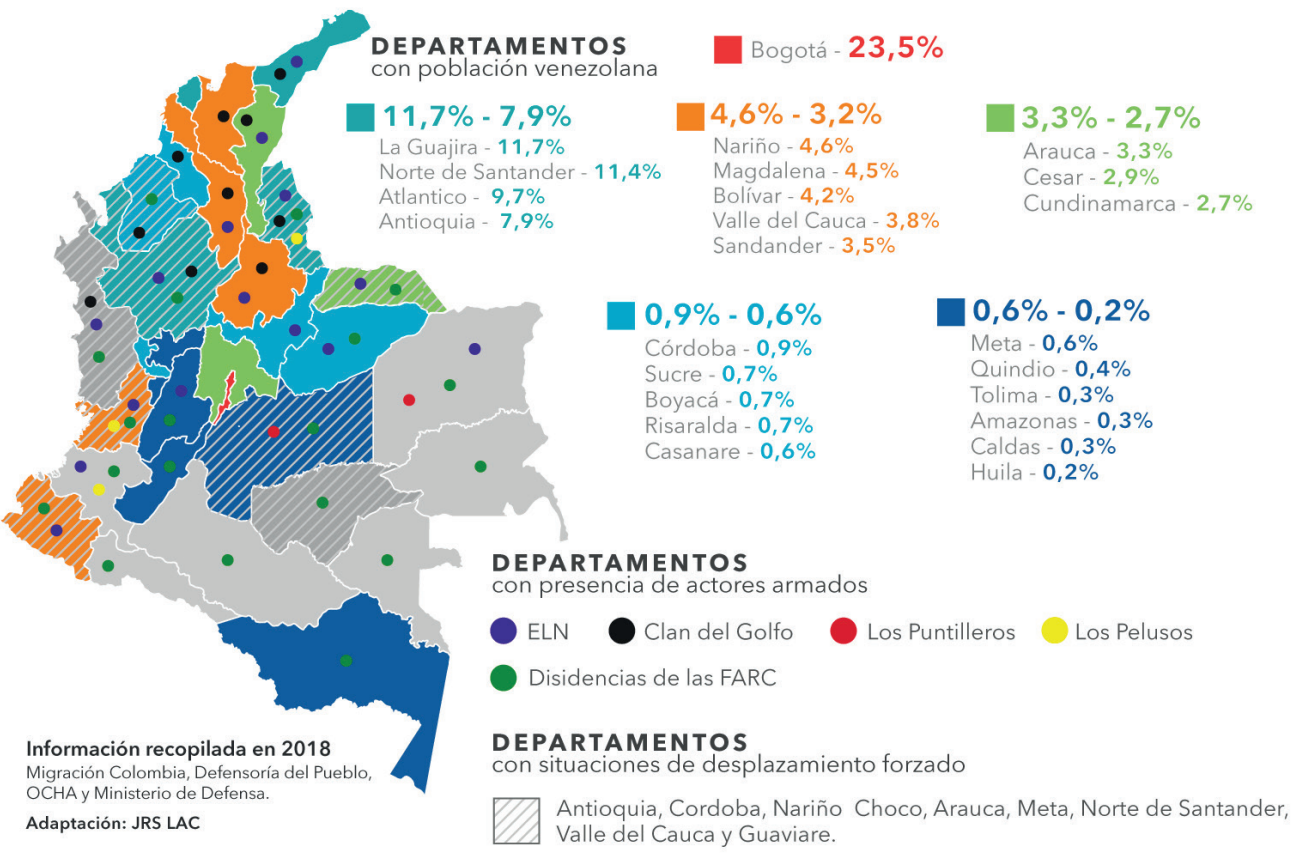 DEPARTAMENTOS
con población venezolana
Bogotá - 23,5%
11,7% - 7,9%
La Guajira - 11,7%
Norte de Santander - 11,4%
Atlantico - 9,7%
Antioquia - 7,9%
4,6% - 3,2%
Nariño - 4,6%
Magdalena - 4,5%
Bolívar - 4,2%
Valle del Cauca - 3,8%
Sandander - 3,5%
3,3% - 2,7%
Arauca - 3,3%
Cesar - 2,9%
Cundinamarca - 2,7%
0,9% - 0,6%
Córdoba - 0,9%
Sucre - 0,7%
Boyacá - 0,7%
Risaralda - 0,7%
Casanare - 0,6%
0,6% - 0,2%
Meta - 0,6%
Quindio - 0,4%
Tolima - 0,3%
Amazonas - 0,3%
Caldas - 0,3%
Huila - 0,2%
DEPARTAMENTOS
con presencia de actores armados
ELN
Clan del Golfo
Los Puntilleros
Los Pelusos
Disidencias de las FARC
DEPARTAMENTOS
con situaciones de desplazamiento forzado
Antioquia, Cordoba, Nariño Choco, Arauca, Meta, Norte de Santander,
Valle del Cauca y Guaviare.
Información recopilada en 2018
Migración Colombia, Defensoría del Pueblo,
OCHA y Ministerio de Defensa.
Adaptación: JRS LAC